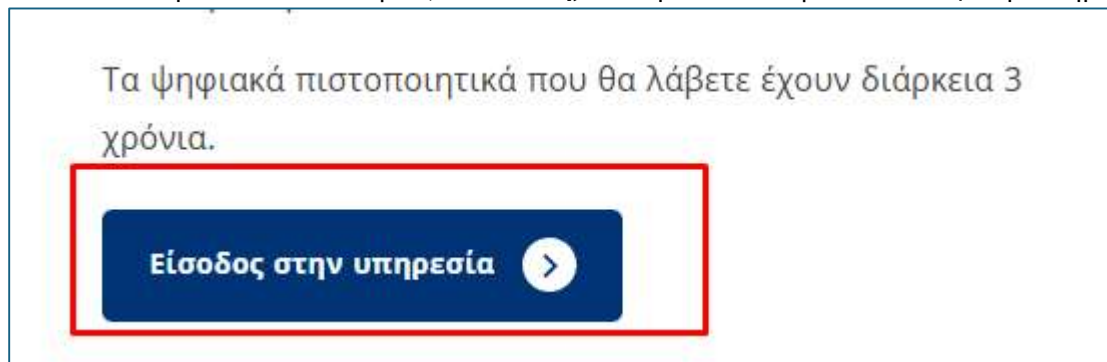 Τα ψηφιακά πιστοποιητικά που θα λάβετε έχουν διάρκεια 3
χρόνια.
Είσοδος στην υπηρεσία